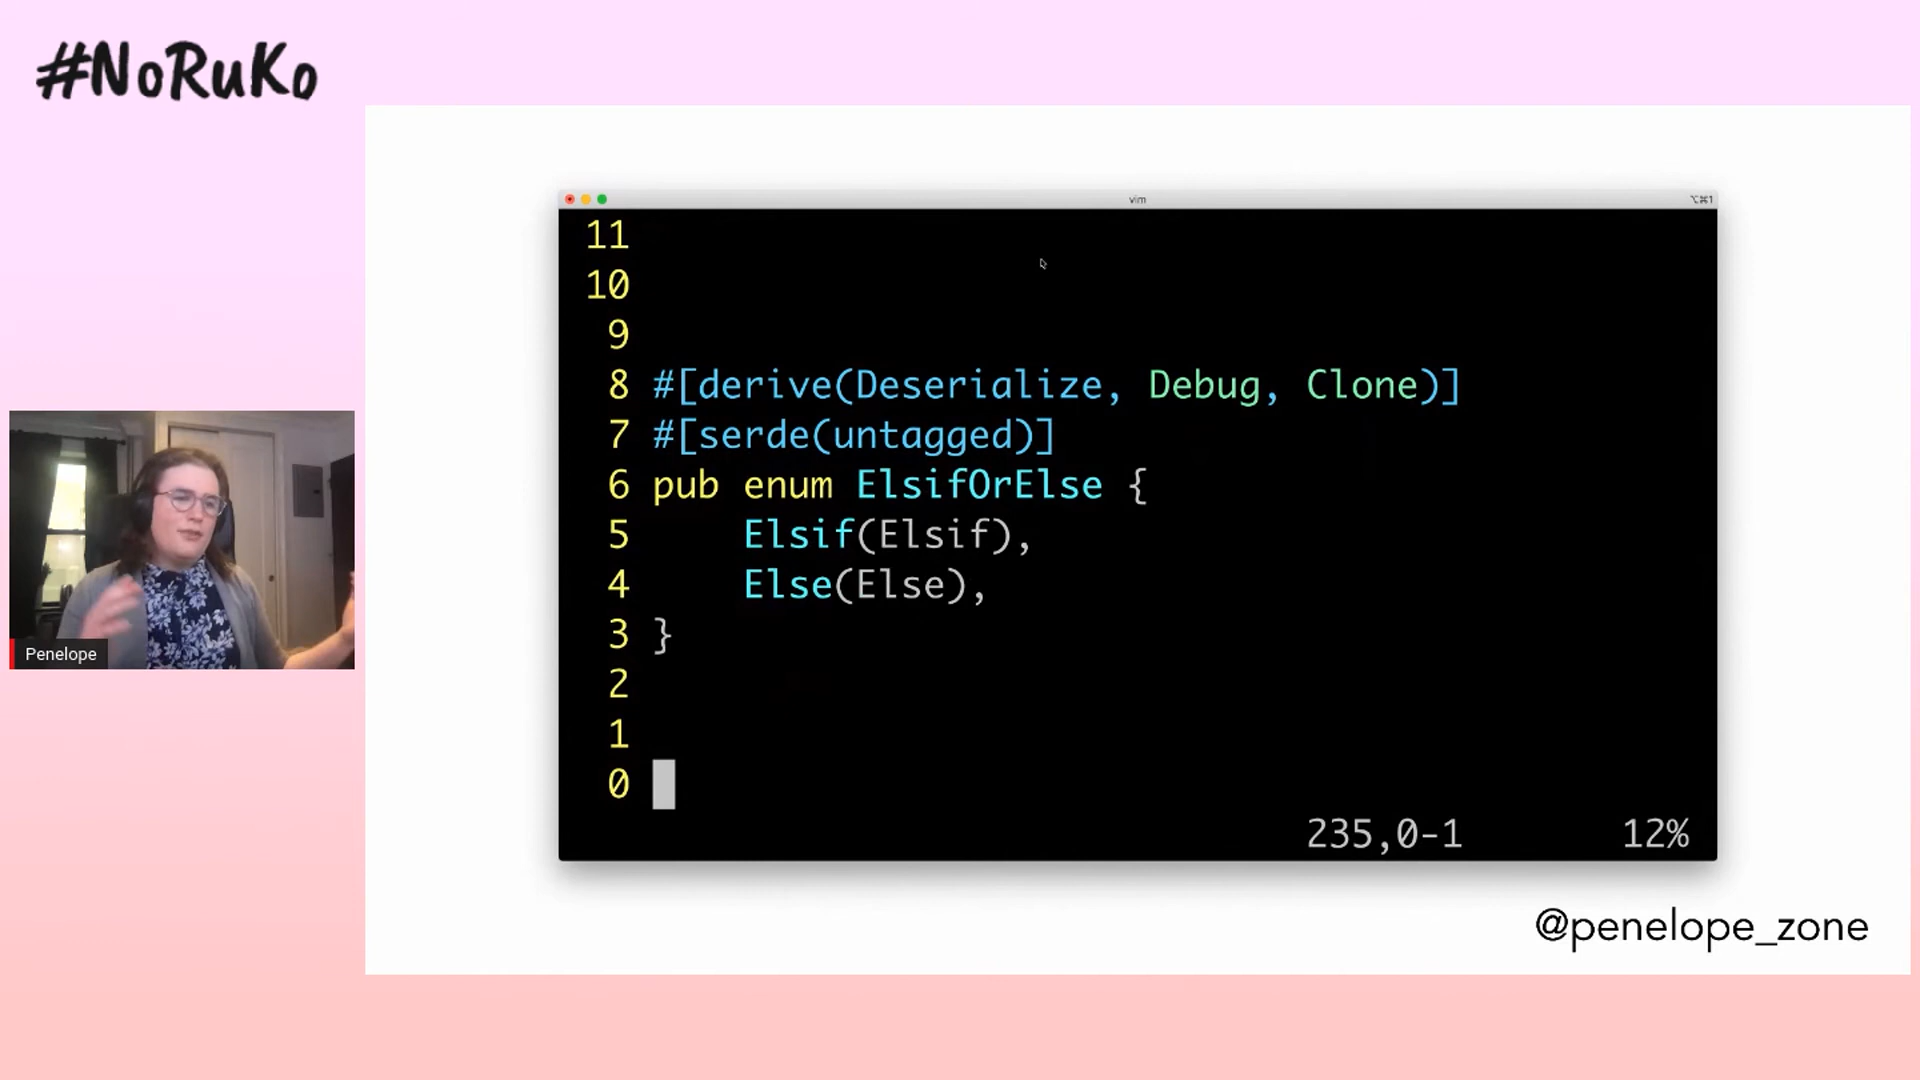 #NoRuKo
vim
⌥⌘1
11
10
9
8 #[derive(Deserialize, Debug, Clone)]
7 #[serde(untagged)]
6 pub enum ElsifOrElse {
5     Elsif(Elsif),
4     Else(Else),
3 }
2
1
0
235,0-1 12%
Penelope
@penelope_zone